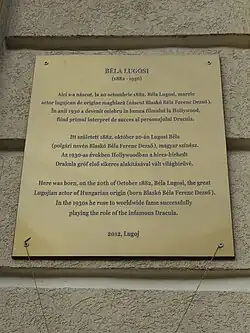 BÉLA LUGOSI
(1882 - 1956)
Aici s-a născut, la 20 octombrie 1882, Béla Lugosi, marele
actor lugojean de origine maghiară (născut Blaskó Béla Ferenc Dezső).
În anii 1930 a devenit celebru în lumea filmului la Hollywood,
fiind primul interpret de succes al personajului Dracula.
Itt született 1882. október 20-án Lugosi Béla
(polgári nevén Blaskó Béla Ferenc Dezső), magyar színész.
Az 1930-as években Hollywoodban a híres-hírhedt
Drakula gróf első sikeres alakításával vált világhírűvé.
Here was born, on the 20th of October 1882, Béla Lugosi, the great
Lugojian actor of Hungarian origin (born Blaskó Béla Ferenc Dezső).
In the 1930s he rose to worldwide fame successfully
playing the role of the infamous Dracula.
2012, Lugoj